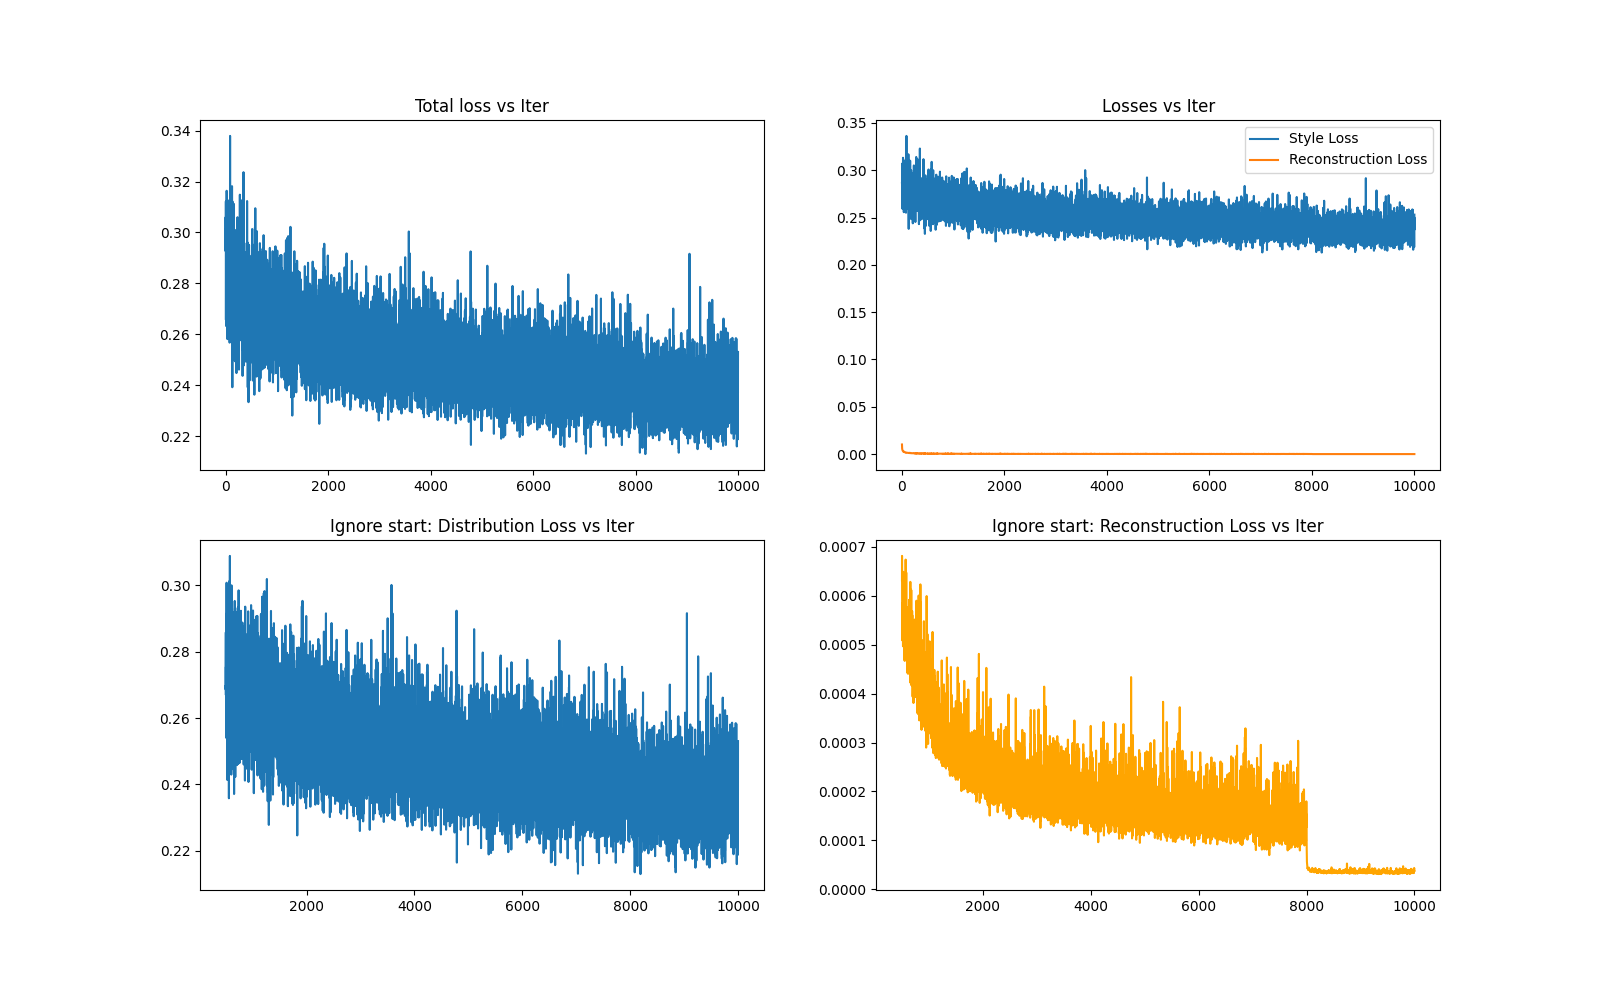 Total loss vs Iter
0.34
0.32
0.30
0.28
0.26
0.24
0.22
0 2000 4000 6000 8000 10000
Losses vs Iter
Style Loss
Reconstruction Loss
0.35
0.30
0.25
0.20
0.15
0.10
0.05
0.00
0 2000 4000 6000 8000 10000
Ignore start: Distribution Loss vs Iter
0.30
0.28
0.26
0.24
0.22
2000 4000 6000 8000 10000
Ignore start: Reconstruction Loss vs Iter
0.0007
0.0006
0.0005
0.0004
0.0003
0.0002
0.0001
0.0000
2000 4000 6000 8000 10000